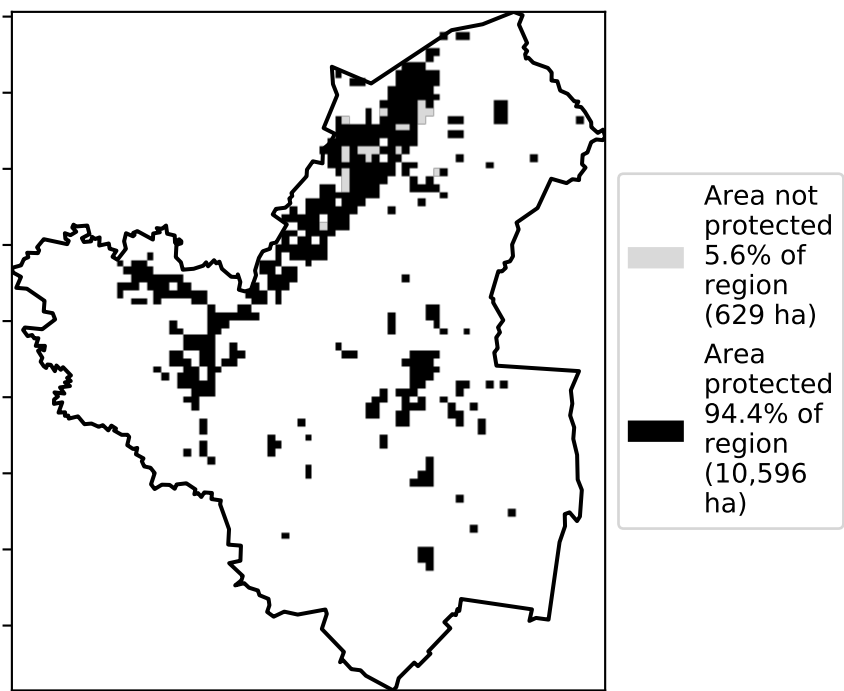 Area not
protected
5.6% of
region
(629 ha)
Area
protected
94.4% of
region
(10,596
ha)